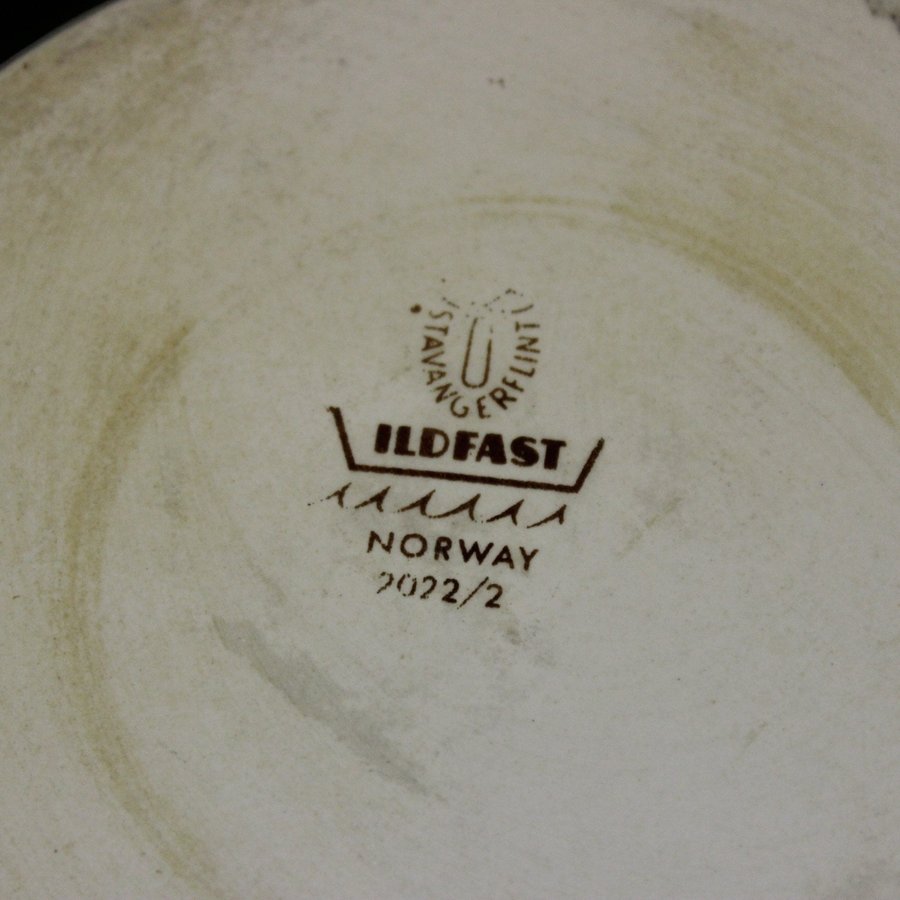 STAVANGERFLINT
ILDFAST
NORWAY
2022/2